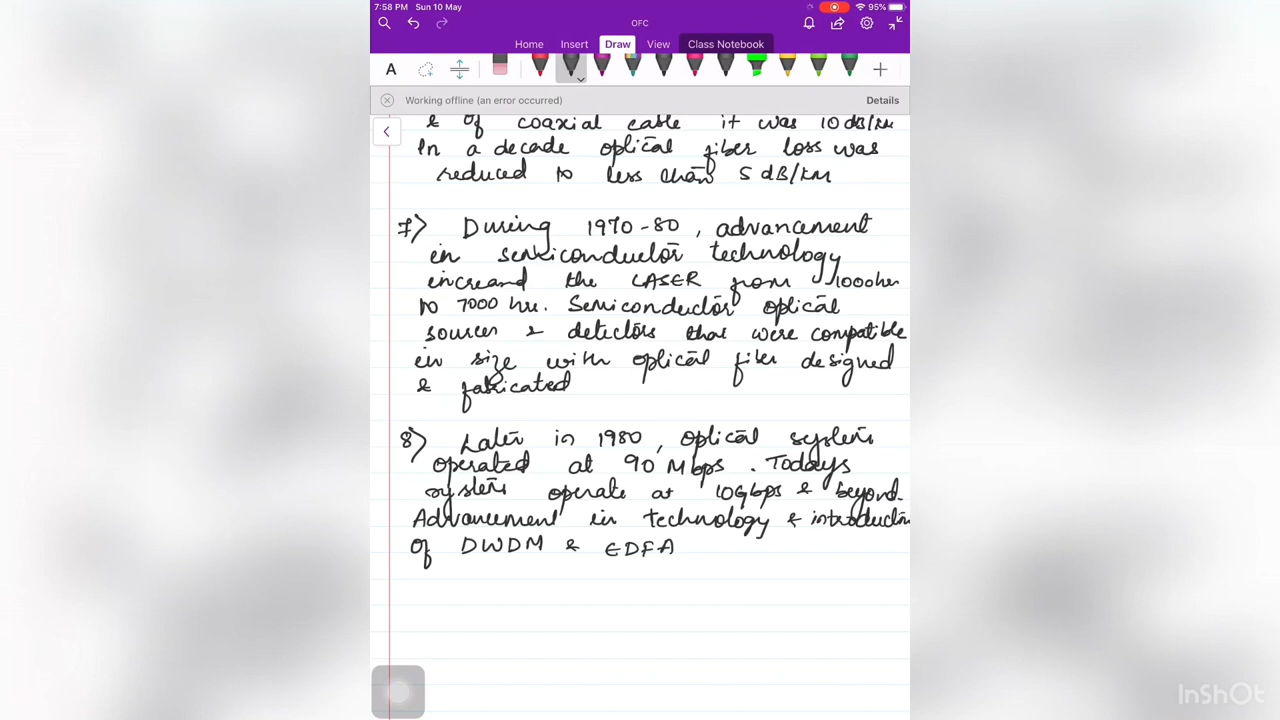 7:58 PM Sun 10 May 95%
OFC
Home Insert Draw View Class Notebook
A
Working offline (an error occurred) Details
& of coaxial cable it was 10 dB/km
In a decade optical fiber loss was
reduced to less than 5 dB/km
7) During 1970-80, advancement
in semiconductor technology
increased the LASER from 1000 hrs
to 7000 hrs. Semiconductor optical
sources & detectors that were compatible
in size with optical fiber designed
& fabricated
8) Later in 1980, optical systems
operated at 90 Mbps. Todays
systems operate at 10Gbps & beyond.
Advancement in technology & introduction
of DWDM & EDFA
InShOt